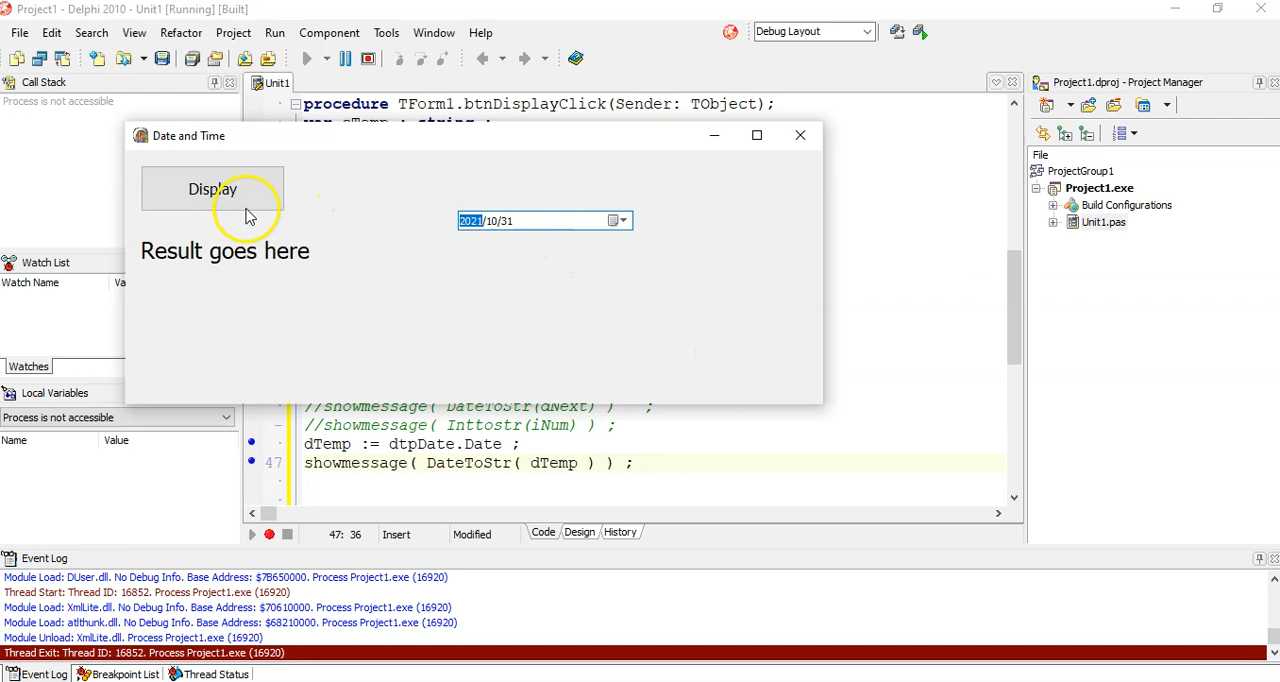 Project1 - Delphi 2010 - Unit1 [Running] [Built]
File Edit Search View Refactor Project Run Component Tools Window Help
Debug Layout
Call Stack
Process is not accessible
Unit1
procedure TForm1.btnDisplayClick(Sender: TObject);
Date and Time
Display
2021/10/31
Result goes here
Watch List
Watch Name Va
Watches
Local Variables
Process is not accessible
Name Value
//showmessage( DateToStr(dNext) ) ;
//showmessage( Inttostr(iNum) ) ;
dTemp := dtpDate.Date ;
47 showmessage( DateToStr( dTemp ) ) ;
47: 36 Insert Modified Code Design History
Project1.dproj - Project Manager
File
ProjectGroup1
Project1.exe
Build Configurations
Unit1.pas
Event Log
Module Load: DUser.dll. No Debug Info. Base Address: $7B650000. Process Project1.exe (16920)
Thread Start: Thread ID: 16852. Process Project1.exe (16920)
Module Load: XmlLite.dll. No Debug Info. Base Address: $70610000. Process Project1.exe (16920)
Module Load: atlthunk.dll. No Debug Info. Base Address: $68210000. Process Project1.exe (16920)
Module Unload: XmlLite.dll. Process Project1.exe (16920)
Thread Exit: Thread ID: 16852. Process Project1.exe (16920)
Event Log Breakpoint List Thread Status